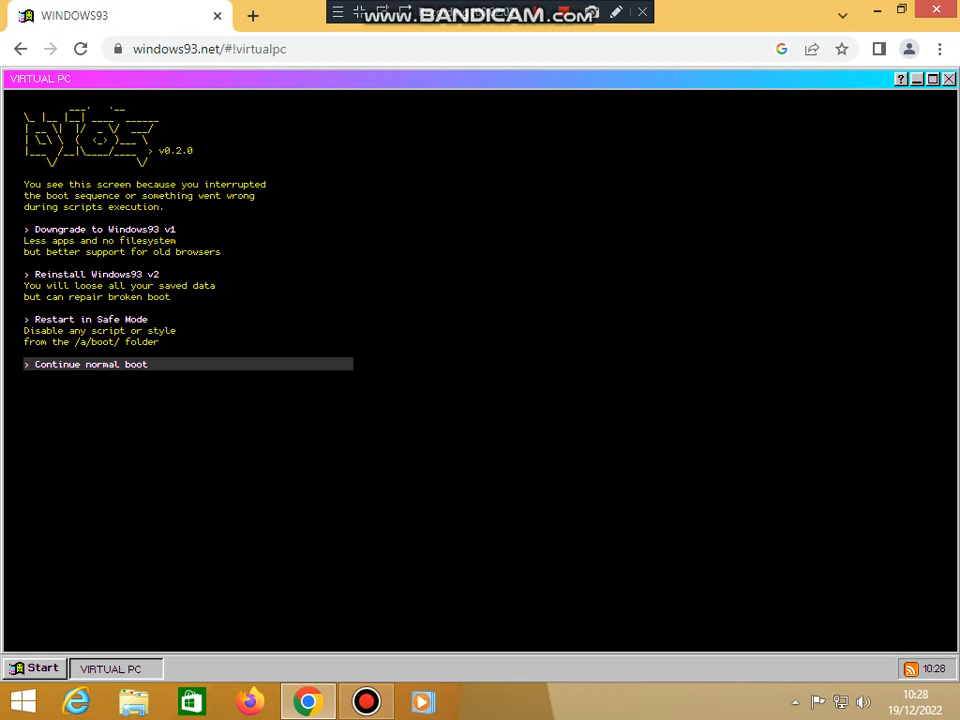 WINDOWS93
www.BANDICAM.com
windows93.net/#!virtualpc
VIRTUAL PC
> v0.2.0
You see this screen because you interrupted
the boot sequence or something went wrong
during scripts execution.
> Downgrade to Windows93 v1
Less apps and no filesystem
but better support for old browsers
> Reinstall Windows93 v2
You will loose all your saved data
but can repair broken boot
> Restart in Safe Mode
Disable any script or style
from the /a/boot/ folder
> Continue normal boot
Start
VIRTUAL PC
10:28
10:28
19/12/2022